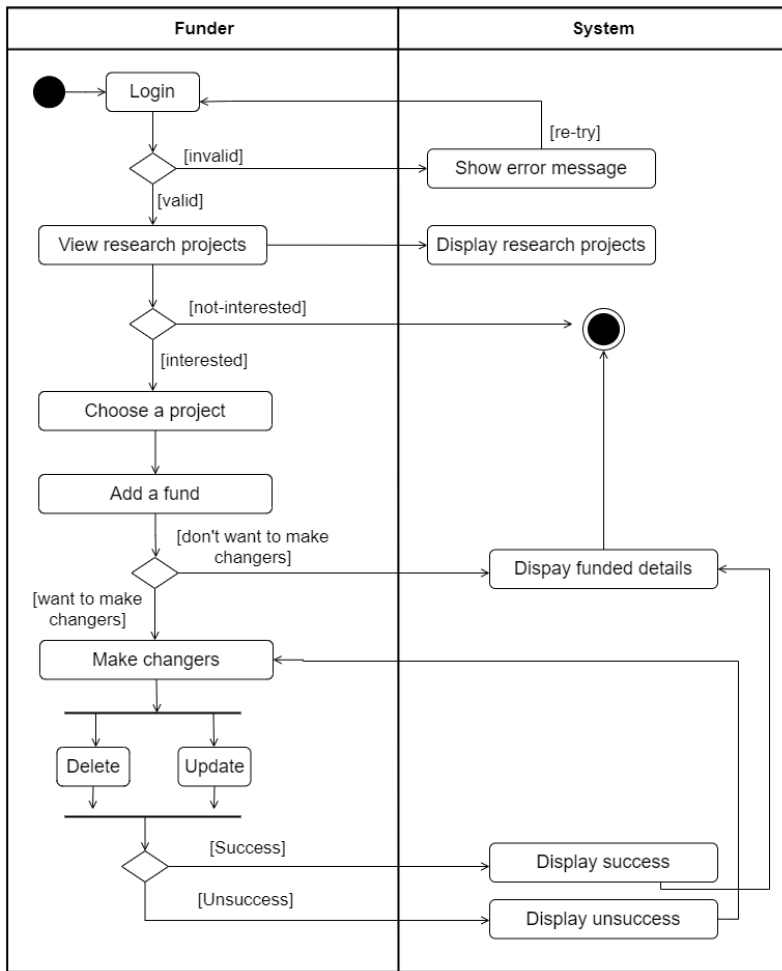 Funder
System
Login
[re-try]
[invalid]
Show error message
[valid]
View research projects
Display research projects
[not-interested]
[interested]
Choose a project
Add a fund
[don't want to make
changers]
Dispay funded details
[want to make
changers]
Make changers
Delete
Update
[Success]
Display success
[Unsuccess]
Display unsuccess